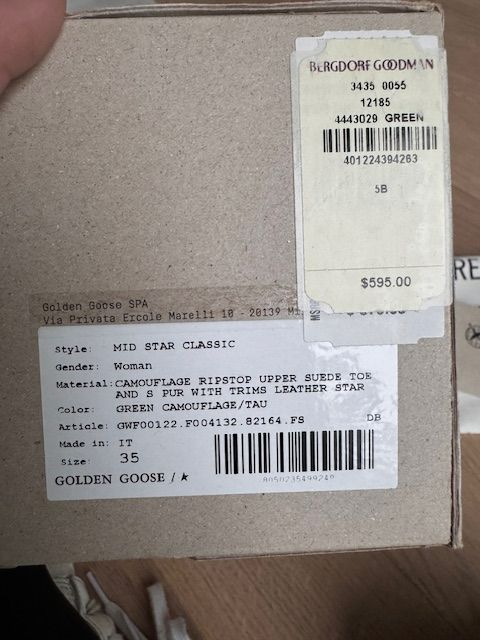 BERGDORF GOODMAN
3435 0055
12185
4443029 GREEN
401224394263
5B
$595.00
Golden Goose SPA
Via Privata Ercole Marelli 10 - 20139
Style: MID STAR CLASSIC
Gender: Woman
Material: CAMOUFLAGE RIPSTOP UPPER SUEDE TOE
AND S PUR WITH TRIMS LEATHER STAR
Color: GREEN CAMOUFLAGE/TAU
Article: GWF00122.F004132.82164.FS DB
Made in: IT
Size: 35
GOLDEN GOOSE /★
RE